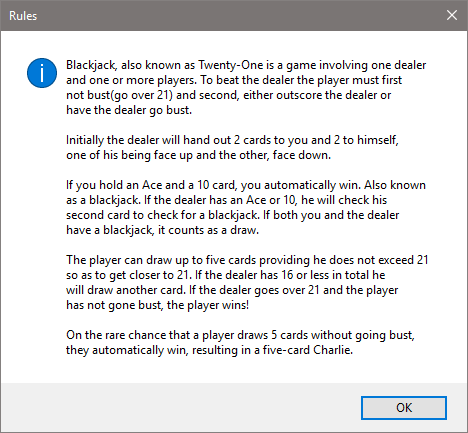 Rules
Blackjack, also known as Twenty-One is a game involving one dealer
and one or more players. To beat the dealer the player must first
not bust(go over 21) and second, either outscore the dealer or
have the dealer go bust.
Initially the dealer will hand out 2 cards to you and 2 to himself,
one of his being face up and the other, face down.
If you hold an Ace and a 10 card, you automatically win. Also known
as a blackjack. If the dealer has an Ace or 10, he will check his
second card to check for a blackjack. If both you and the dealer
have a blackjack, it counts as a draw.
The player can draw up to five cards providing he does not exceed 21
so as to get closer to 21. If the dealer has 16 or less in total he
will draw another card. If the dealer goes over 21 and the player
has not gone bust, the player wins!
On the rare chance that a player draws 5 cards without going bust,
they automatically win, resulting in a five-card Charlie.
OK